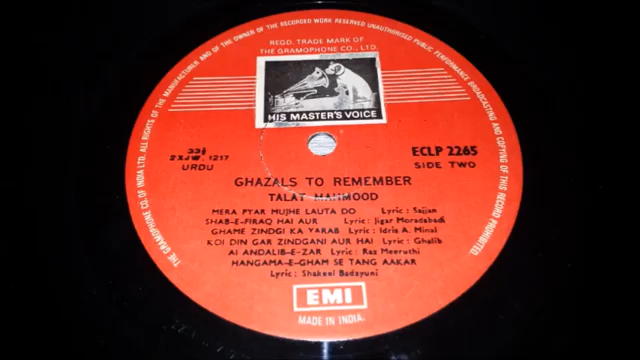 THE GRAMOPHONE CO. OF INDIA LTD. ALL RIGHTS OF THE MANUFACTURER AND OF THE OWNER OF THE RECORDED WORK RESERVED UNAUTHORISED PUBLIC PERFORMANCE BROADCASTING AND COPYING OF THIS RECORD PROHIBITED
REGD. TRADE MARK OF
THE GRAMOPHONE CO., LTD.
HIS MASTER'S VOICE
33⅓
2XJW. 1217
URDU
ECLP 2265
SIDE TWO
GHAZALS TO REMEMBER
TALAT MAHMOOD
MERA PYAR MUJHE LAUTA DO Lyric : Sajjan
SHAB-E-FIRAQ HAI AUR Lyric : Jigar Moradabadi
GHAME ZINDGI KA YARAB Lyric : Idris A. Minal
KOI DIN GAR ZINDGANI AUR HAI Lyric : Ghalib
AI ANDALIB-E-ZAR Lyric : Raz Meeruthi
HANGAMA-E-GHAM SE TANG AAKAR
Lyric : Shakeel Badayuni
EMI
MADE IN INDIA.